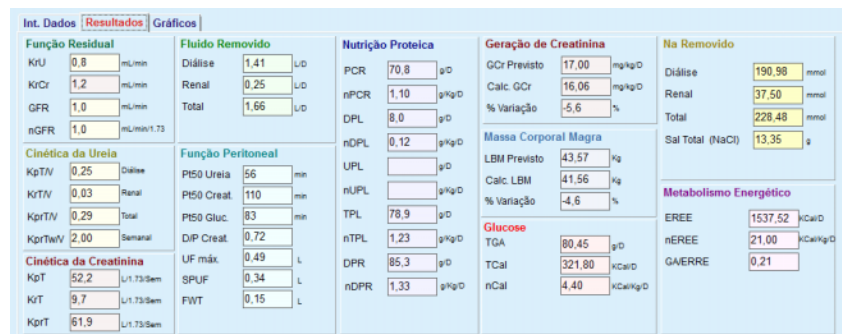 Int. Dados Resultados Gráficos
Função Residual
KrU 0,8 mL/min
KrCr 1,2 mL/min
GFR 1,0 mL/min
nGFR 1,0 mL/min/1.73
Cinética da Ureia
KpT/V 0,25 Diálise
KrT/V 0,03 Renal
KprT/V 0,29 Total
KprTw/V 2,00 Semanal
Cinética da Creatinina
KpT 52,2 L/1.73/Sem
KrT 9,7 L/1.73/Sem
KprT 61,9 L/1.73/Sem
Fluido Removido
Diálise 1,41 L/D
Renal 0,25 L/D
Total 1,66 L/D
Função Peritoneal
Pt50 Ureia 56 min
Pt50 Creat. 110 min
Pt50 Gluc. 83 min
D/P Creat. 0,72
UF máx. 0,49 L
SPUF 0,34 L
FWT 0,15 L
Nutrição Proteica
PCR 70,8 g/D
nPCR 1,10 g/Kg/D
DPL 8,0 g/D
nDPL 0,12 g/Kg/D
UPL g/D
nUPL g/Kg/D
TPL 78,9 g/D
nTPL 1,23 g/Kg/D
DPR 85,3 g/D
nDPR 1,33 g/Kg/D
Geração de Creatinina
GCr Previsto 17,00 mg/kg/D
Calc. GCr 16,06 mg/kg/D
% Variação -5,6 %
Massa Corporal Magra
LBM Previsto 43,57 Kg
Calc. LBM 41,56 Kg
% Variação -4,6 %
Glucose
TGA 80,45 g/D
TCal 321,80 KCal/D
nCal 4,40 KCal/Kg/D
Na Removido
Diálise 190,98 mmol
Renal 37,50 mmol
Total 228,48 mmol
Sal Total (NaCl) 13,35 g
Metabolismo Energético
EREE 1537,52 KCal/D
nEREE 21,00 KCal/Kg/D
GA/ERRE 0,21